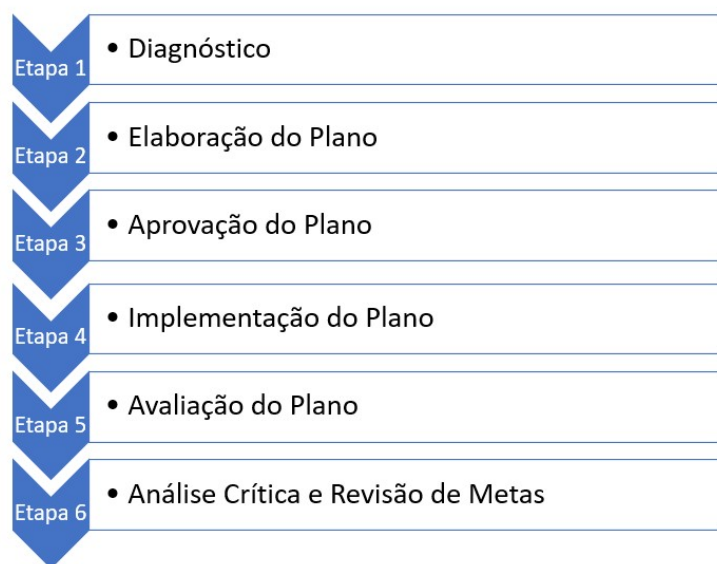 Etapa 1
• Diagnóstico
Etapa 2
• Elaboração do Plano
Etapa 3
• Aprovação do Plano
Etapa 4
• Implementação do Plano
Etapa 5
• Avaliação do Plano
Etapa 6
• Análise Crítica e Revisão de Metas